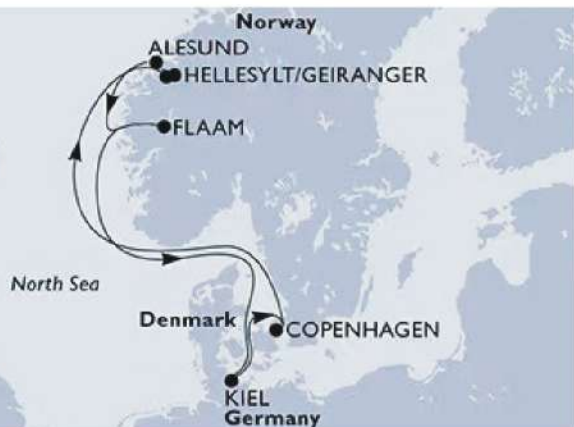 Norway
ALESUND
HELLESYLT/GEIRANGER
FLAAM
North Sea
Denmark
COPENHAGEN
KIEL
Germany